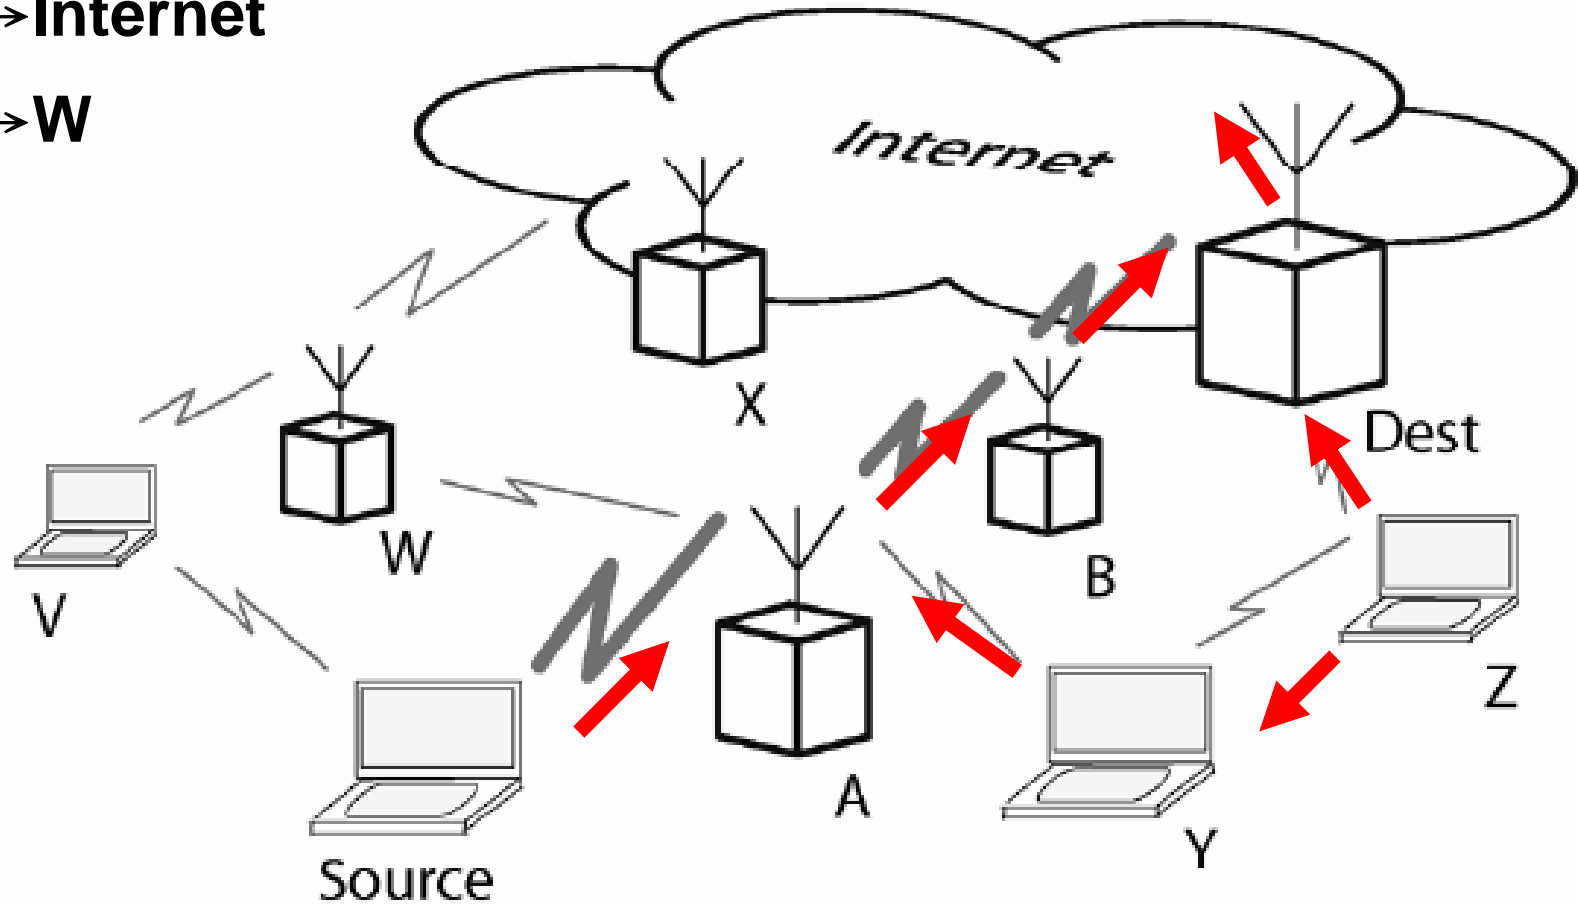 →Internet
→W
Internet
X
Dest
W
B
V
Z
A
Y
Source